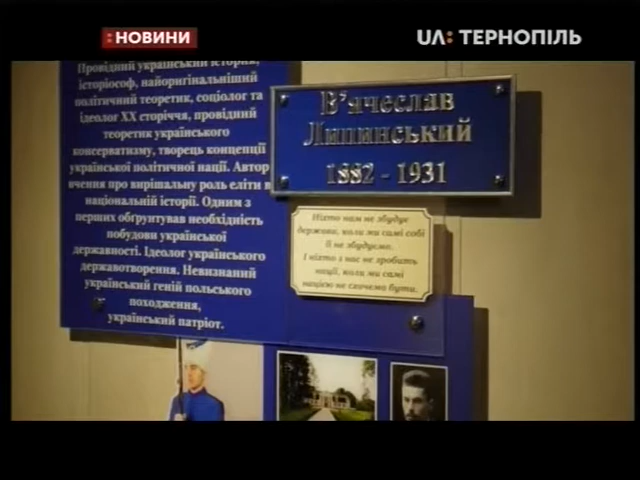 :НОВИНИ
UA: ТЕРНОПІЛЬ
Провідний український історик,
історіософ, найоригінальніший
політичний теоретик, соціолог та
ідеолог XX сторіччя, провідний
теоретик українського
консерватизму, творець концепції
української політичної нації. Автор
вчення про вирішальну роль еліти в
національній історії. Одним з
перших обґрунтував необхідність
побудови української
державності. Ідеолог українського
державотворення. Невизнаний
український геній польського
походження,
український патріот.
В'ячеслав
Липинський
1882 - 1931
Ніхто нам не збудує
держави, коли ми самі собі
її не збудуємо.
І ніхто з нас не зробить
нації, коли ми самі
нацією не схочемо бути.